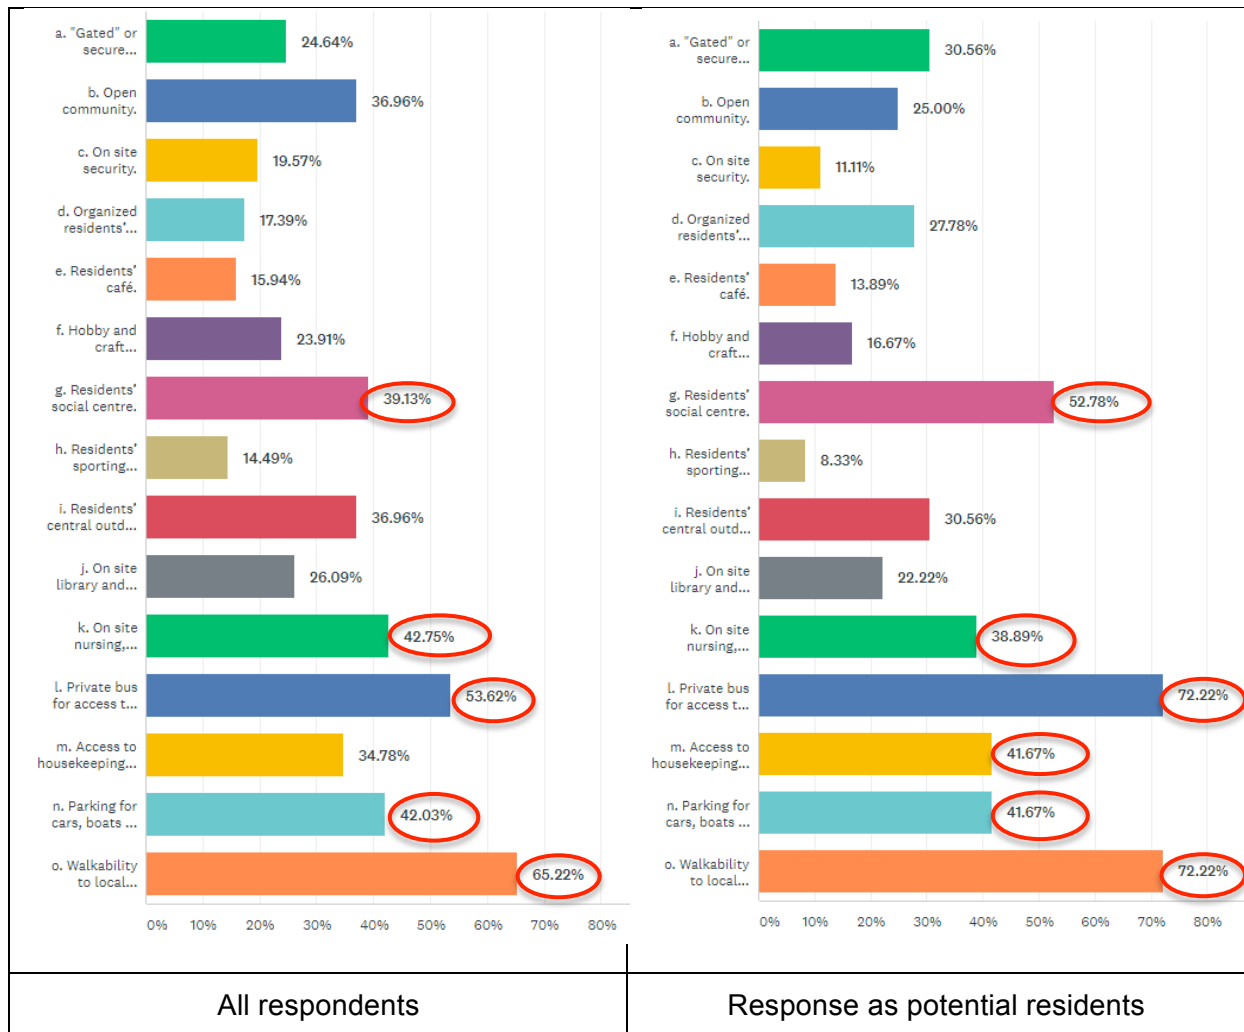 a. "Gated" or
secure...
24.64%
b. Open
community.
36.96%
c. On site
security.
19.57%
d. Organized
residents'...
17.39%
e. Residents'
café.
15.94%
f. Hobby and
craft...
23.91%
g. Residents'
social centre.
39.13%
h. Residents'
sporting...
14.49%
i. Residents'
central outd...
36.96%
j. On site
library and...
26.09%
k. On site
nursing,...
42.75%
l. Private bus
for access t...
53.62%
m. Access to
housekeeping...
34.78%
n. Parking for
cars, boats ...
42.03%
o. Walkability
to local...
65.22%
0% 10% 20% 30% 40% 50% 60% 70% 80%
All respondents
a. "Gated" or
secure...
30.56%
b. Open
community.
25.00%
c. On site
security.
11.11%
d. Organized
residents'...
27.78%
e. Residents'
café.
13.89%
f. Hobby and
craft...
16.67%
g. Residents'
social centre.
52.78%
h. Residents'
sporting...
8.33%
i. Residents'
central outd...
30.56%
j. On site
library and...
22.22%
k. On site
nursing,...
38.89%
l. Private bus
for access t...
72.22%
m. Access to
housekeeping...
41.67%
n. Parking for
cars, boats ...
41.67%
o. Walkability
to local...
72.22%
0% 10% 20% 30% 40% 50% 60% 70% 80%
Response as potential residents